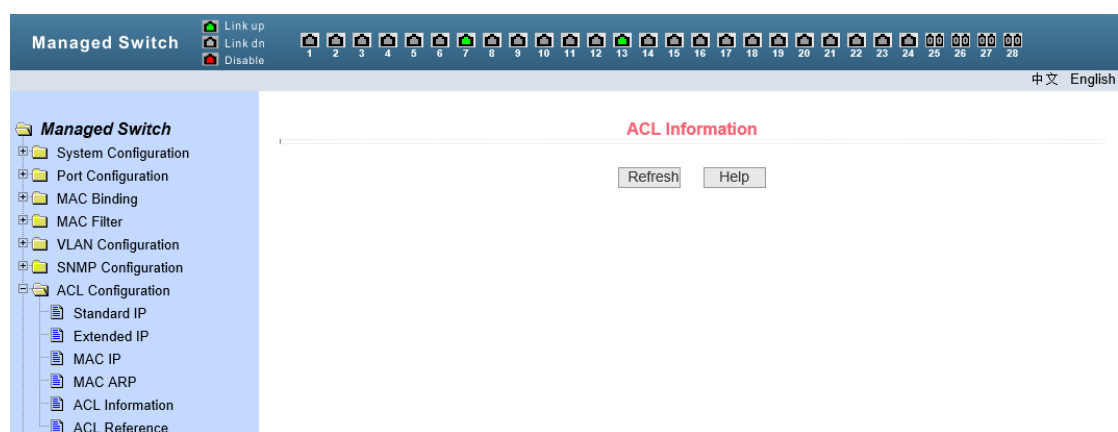 Managed Switch
Link up
Link dn
Disable
1 2 3 4 5 6 7 8 9 10 11 12 13 14 15 16 17 18 19 20 21 22 23 24 25 26 27 28
中文 English
Managed Switch
System Configuration
Port Configuration
MAC Binding
MAC Filter
VLAN Configuration
SNMP Configuration
ACL Configuration
Standard IP
Extended IP
MAC IP
MAC ARP
ACL Information
ACL Reference
ACL Information
Refresh Help